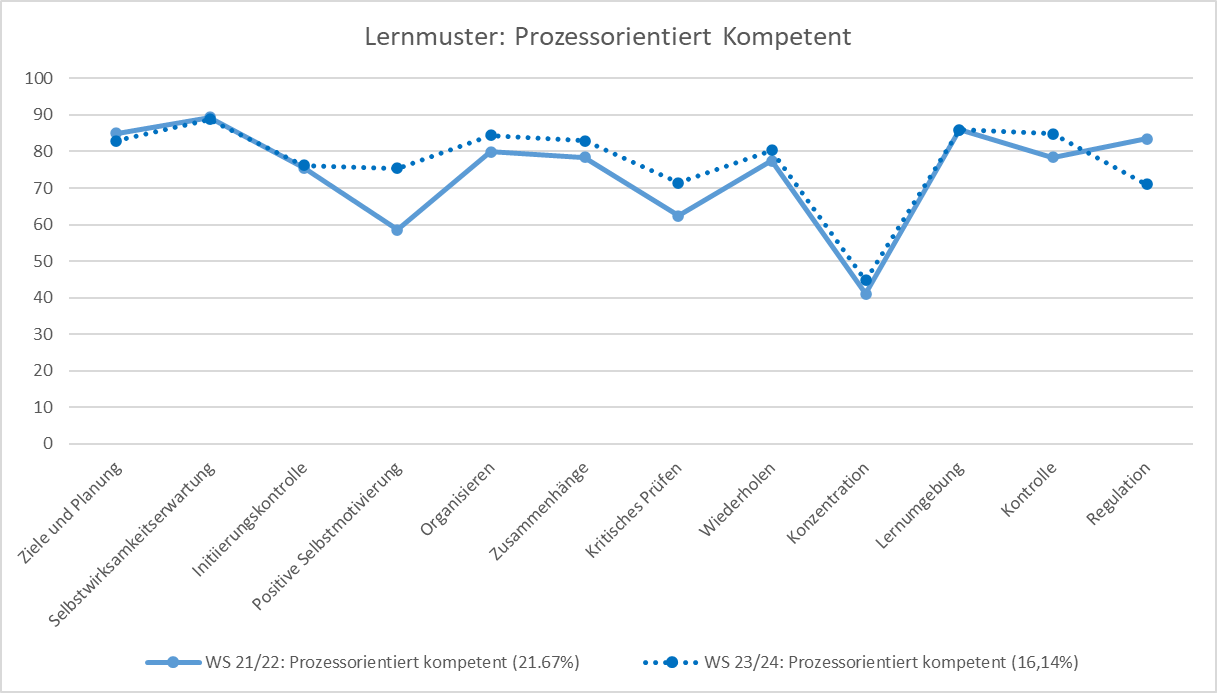 Lernmuster: Prozessorientiert Kompetent
100
90
80
70
60
50
40
30
20
10
0
Ziele und Planung
Selbstwirksamkeitserwartung
Initiierungskontrolle
Positive Selbstmotivierung
Organisieren
Zusammenhänge
Kritisches Prüfen
Wiederholen
Konzentration
Lernumgebung
Kontrolle
Regulation
WS 21/22: Prozessorientiert kompetent (21.67%)
WS 23/24: Prozessorientiert kompetent (16,14%)